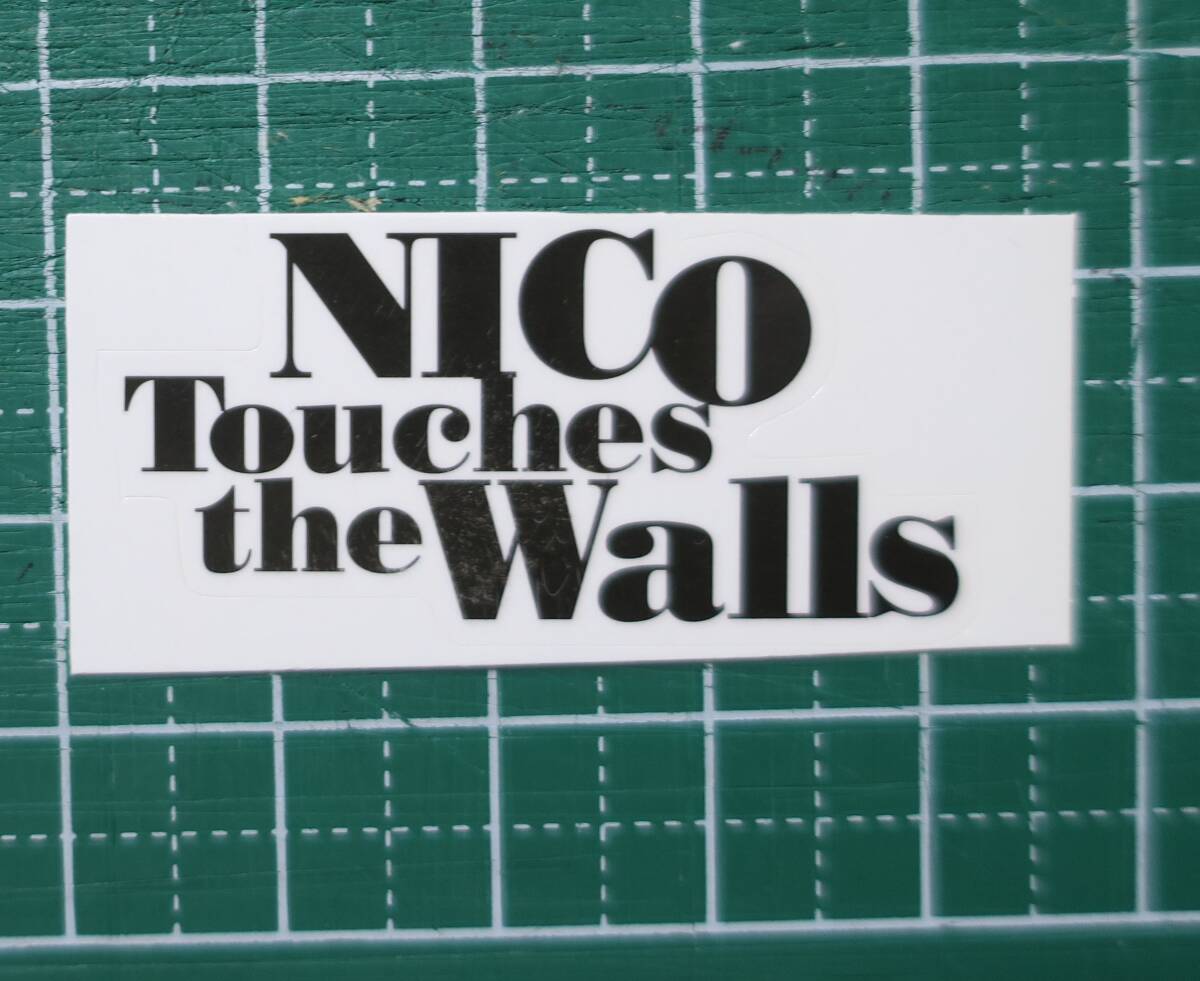 NICO
Touches
the Walls